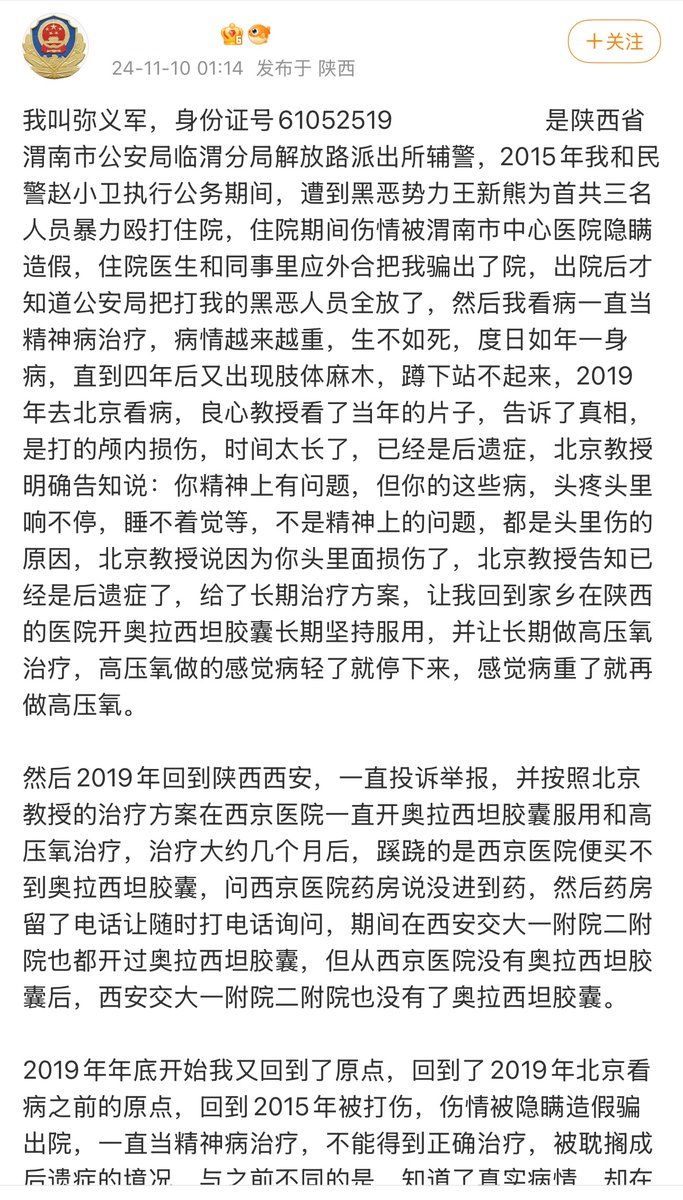 24-11-10 01:14 发布于 陕西
+关注
我叫弥义军，身份证号61052519 是陕西省
渭南市公安局临渭分局解放路派出所辅警，2015年我和民
警赵小卫执行公务期间，遭到黑恶势力王新熊为首共三名
人员暴力殴打住院，住院期间伤情被渭南市中心医院隐瞒
造假，住院医生和同事里应外合把我骗出了院，出院后才
知道公安局把打我的黑恶人员全放了，然后我看病一直当
精神病治疗，病情越来越重，生不如死，度日如年一身
病，直到四年后又出现肢体麻木，蹲下站不起来，2019
年去北京看病，良心教授看了当年的片子，告诉了真相，
是打的颅内损伤，时间太长了，已经是后遗症，北京教授
明确告知说：你精神上有问题，但你的这些病，头疼头里
响不停，睡不着觉等，不是精神上的问题，都是头里伤的
原因，北京教授说因为你头里面损伤了，北京教授告知已
经是后遗症了，给了长期治疗方案，让我回到家乡在陕西
的医院开奥拉西坦胶囊长期坚持服用，并让长期做高压氧
治疗，高压氧做的感觉病轻了就停下来，感觉病重了就再
做高压氧。
然后2019年回到陕西西安，一直投诉举报，并按照北京
教授的治疗方案在西京医院一直开奥拉西坦胶囊服用和高
压氧治疗，治疗大约几个月后，蹊跷的是西京医院便买不
到奥拉西坦胶囊，问西京医院药房说没进到药，然后药房
留了电话让随时打电话询问，期间在西安交大一附院二附
院也都开过奥拉西坦胶囊，但从西京医院没有奥拉西坦胶
囊后，西安交大一附院二附院也没有了奥拉西坦胶囊。
2019年年底开始我又回到了原点，回到了2019年北京看
病之前的原点，回到2015年被打伤，伤情被隐瞒造假骗
出院，一直当精神病治疗，不能得到正确治疗，被耽搁成
后遗症的境况，与之前不同的是，知道了真实病情，却在